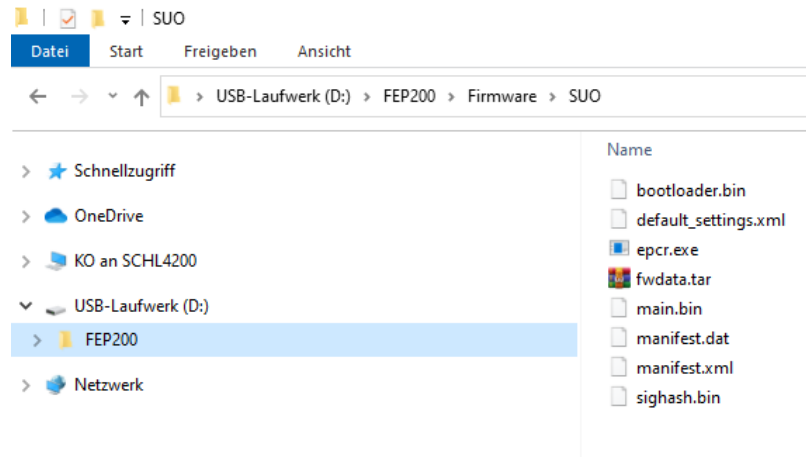 SUO
Datei Start Freigeben Ansicht
USB-Laufwerk (D:) > FEP200 > Firmware > SUO
Schnellzugriff
OneDrive
KO an SCHL4200
USB-Laufwerk (D:)
FEP200
Netzwerk
Name
bootloader.bin
default_settings.xml
epcr.exe
fwdata.tar
main.bin
manifest.dat
manifest.xml
sighash.bin